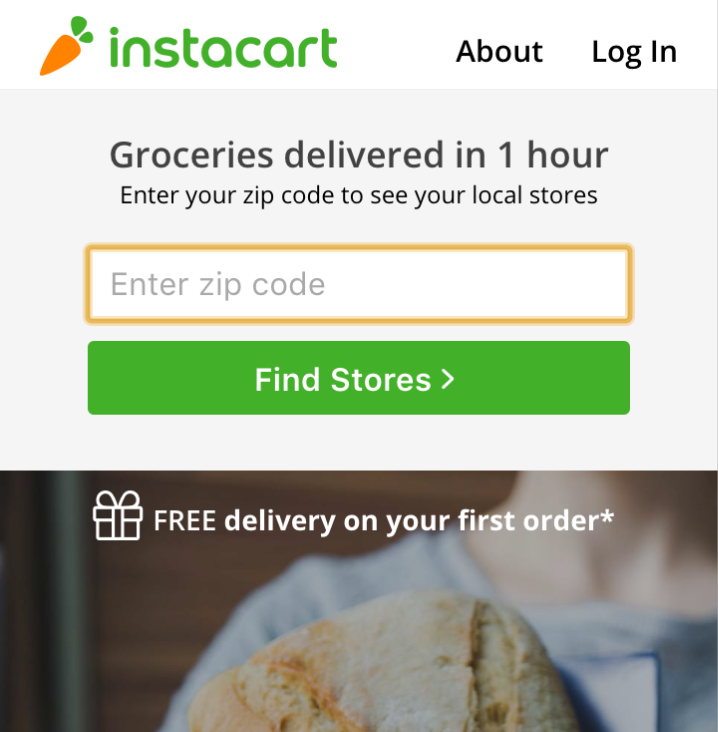 instacart
About
Log In
Groceries delivered in 1 hour
Enter your zip code to see your local stores
Enter zip code
Find Stores >
FREE delivery on your first order*